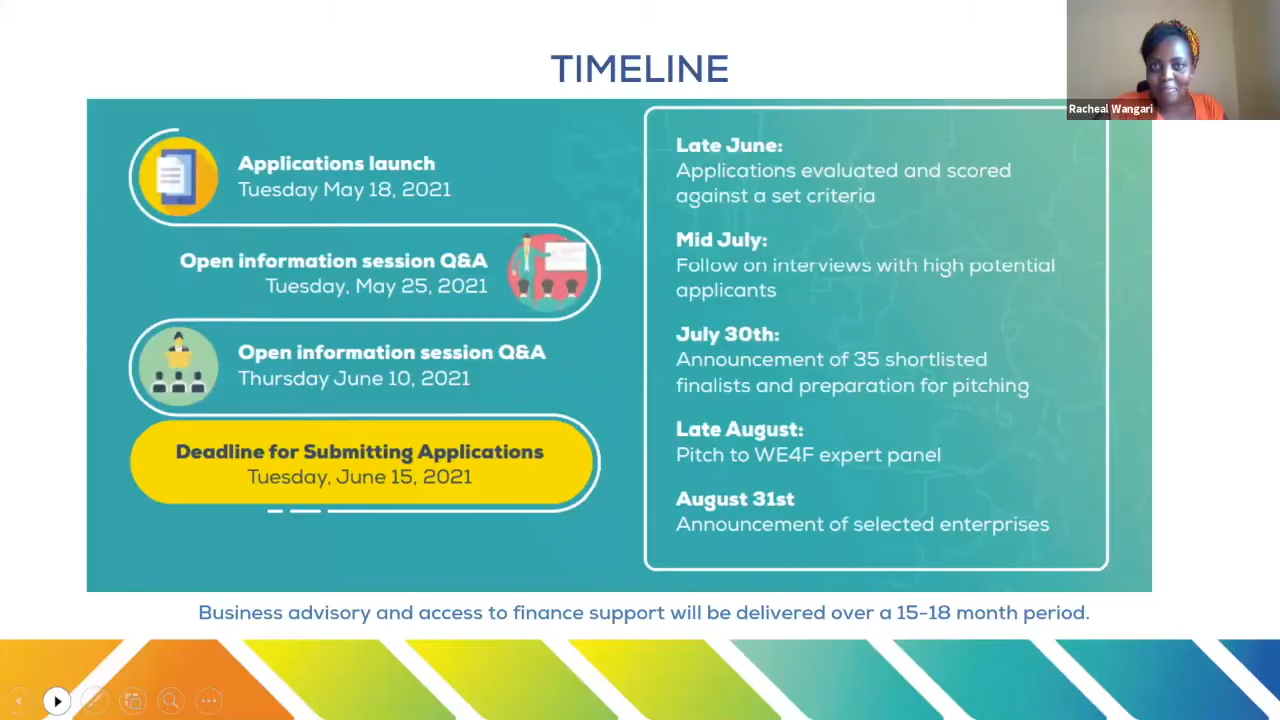 TIMELINE
Racheal Wangari
Applications launch
Tuesday May 18, 2021
Open information session Q&A
Tuesday, May 25, 2021
Open information session Q&A
Thursday June 10, 2021
Deadline for Submitting Applications
Tuesday, June 15, 2021
Late June:
Applications evaluated and scored
against a set criteria
Mid July:
Follow on interviews with high potential
applicants
July 30th:
Announcement of 35 shortlisted
finalists and preparation for pitching
Late August:
Pitch to WE4F expert panel
August 31st
Announcement of selected enterprises
Business advisory and access to finance support will be delivered over a 15-18 month period.